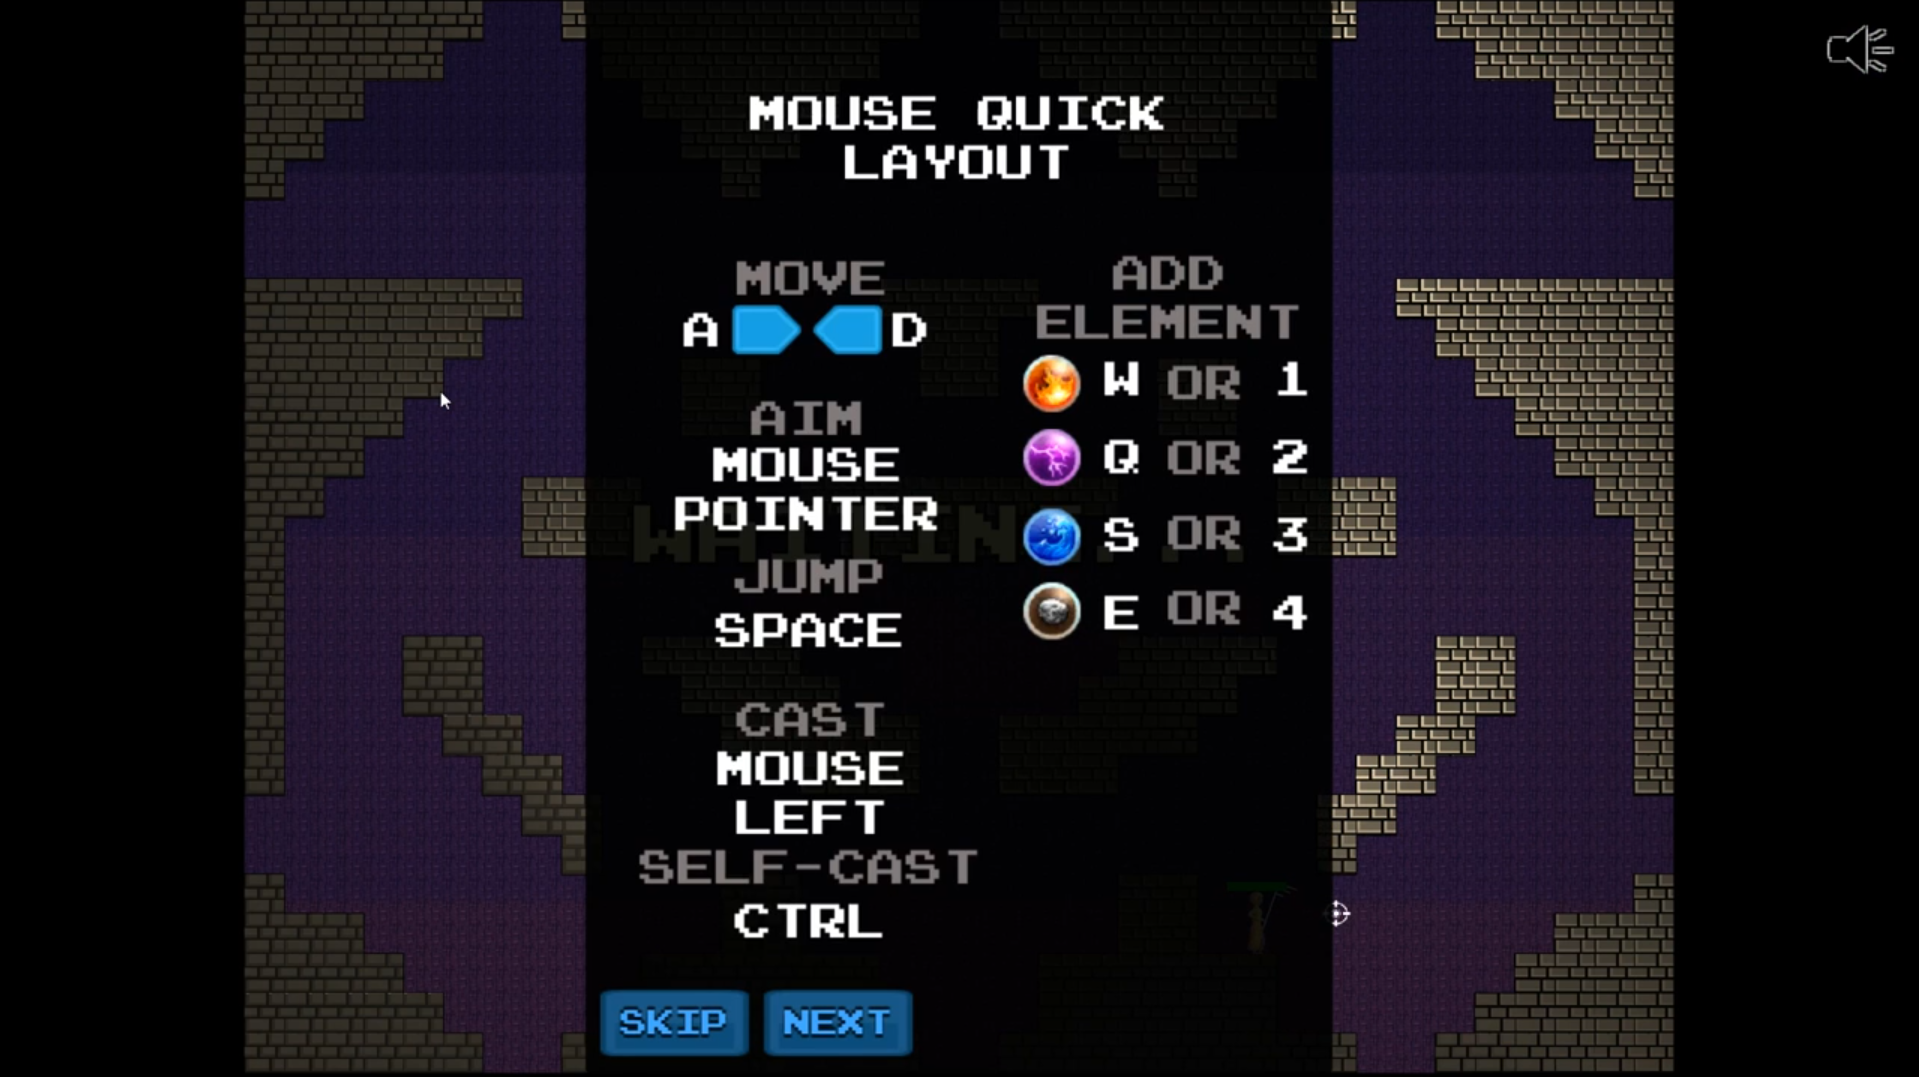 MOUSE QUICK
LAYOUT
MOVE
A D
AIM
MOUSE
POINTER
JUMP
SPACE
CAST
MOUSE
LEFT
SELF-CAST
CTRL
ADD
ELEMENT
W OR 1
Q OR 2
S OR 3
E OR 4
SKIP NEXT